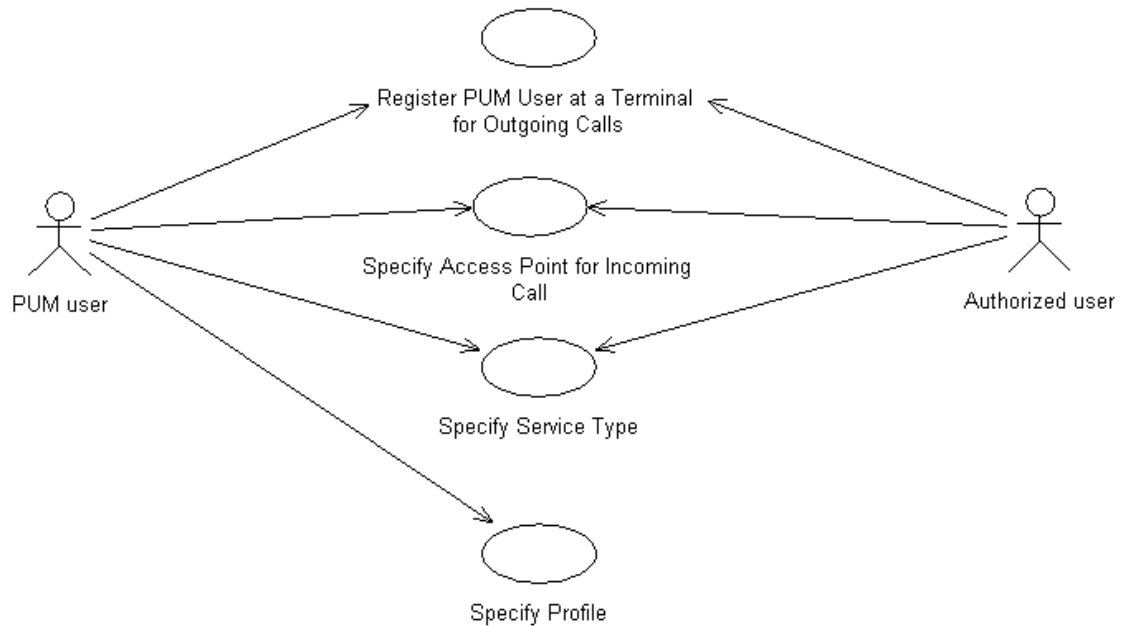 Register PUM User at a Terminal
for Outgoing Calls
Specify Access Point for Incoming
Call
PUM user
Authorized user
Specify Service Type
Specify Profile